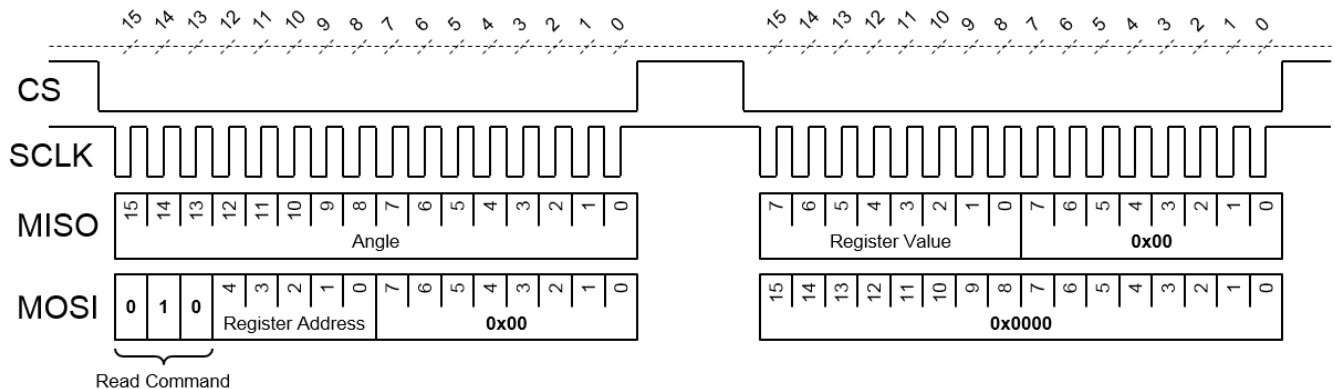 15 14 13 12 11 10 9 8 7 6 5 4 3 2 1 0 15 14 13 12 11 10 9 8 7 6 5 4 3 2 1 0
CS
SCLK
MISO 15 14 13 12 11 10 9 8 7 6 5 4 3 2 1 0 7 6 5 4 3 2 1 0 7 6 5 4 3 2 1 0
Angle Register Value 0x00
MOSI 0 1 0 4 3 2 1 0 7 6 5 4 3 2 1 0 15 14 13 12 11 10 9 8 7 6 5 4 3 2 1 0
Register Address 0x00 0x0000
Read Command